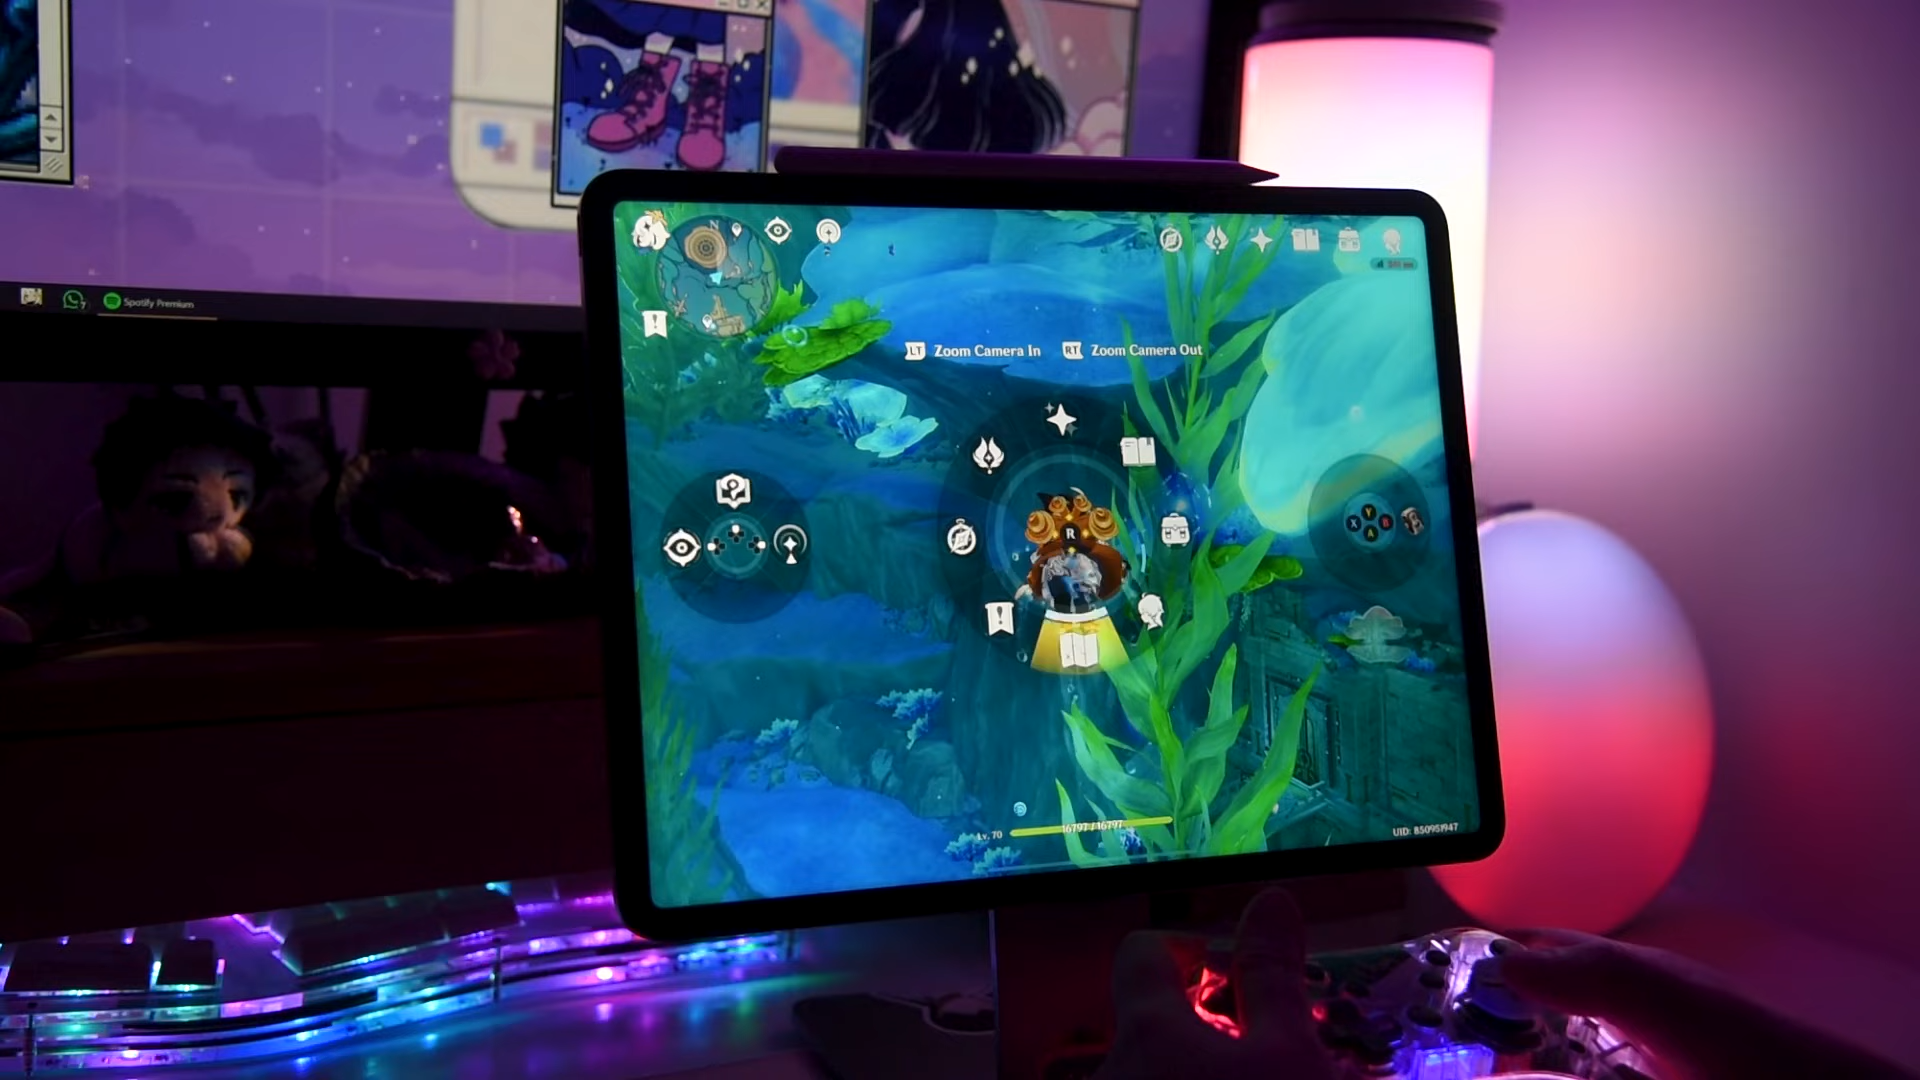 Spotify Premium
N
LT Zoom Camera In RT Zoom Camera Out
R
Y
X B
A
Lv. 70
16797 / 16797
UID: 850951947